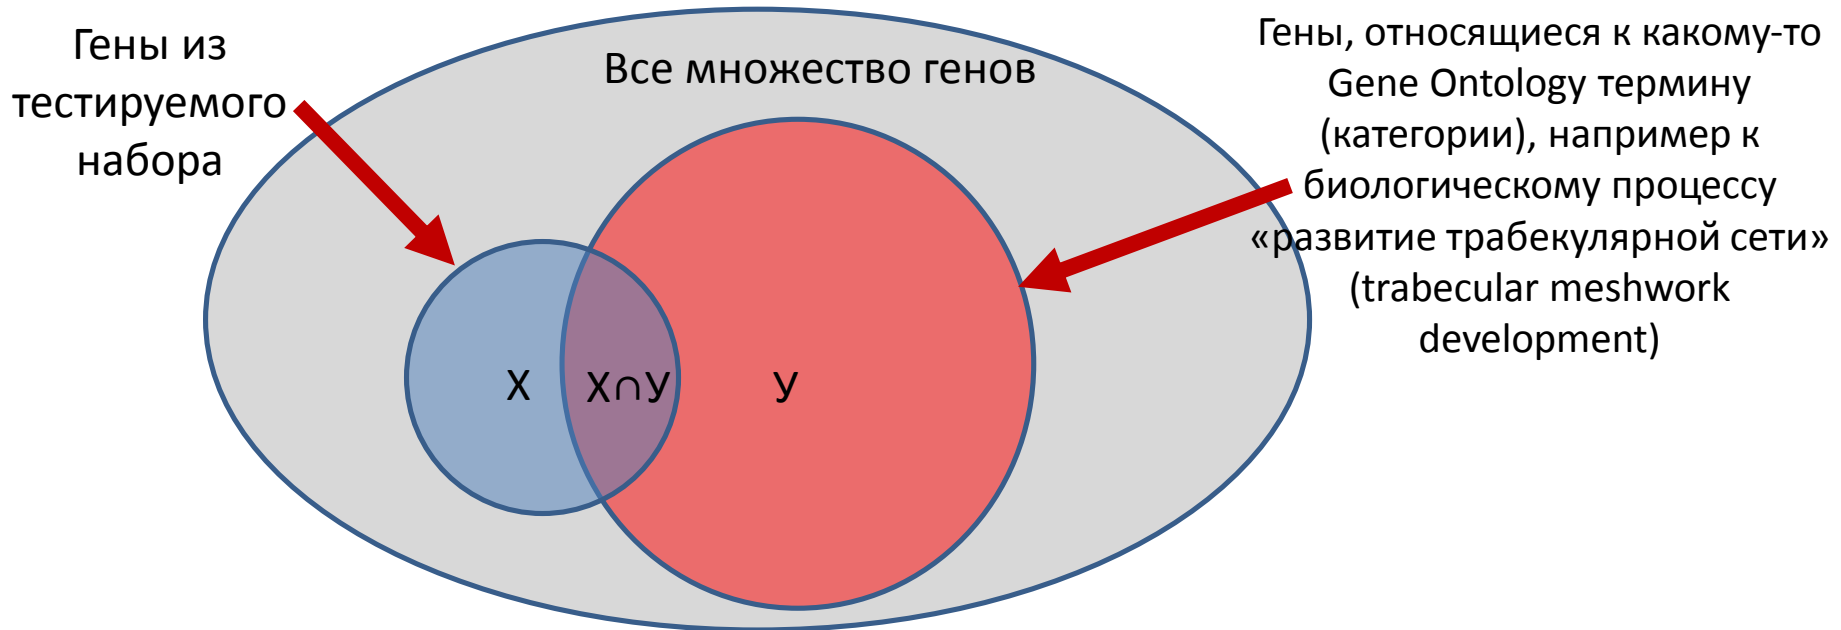 Гены из
тестируемого
набора
Все множество генов
Гены, относящиеся к какому-то
Gene Ontology термину
(категории), например к
биологическому процессу
«развитие трабекулярной сети»
(trabecular meshwork
development)
Х
Х∩У
У